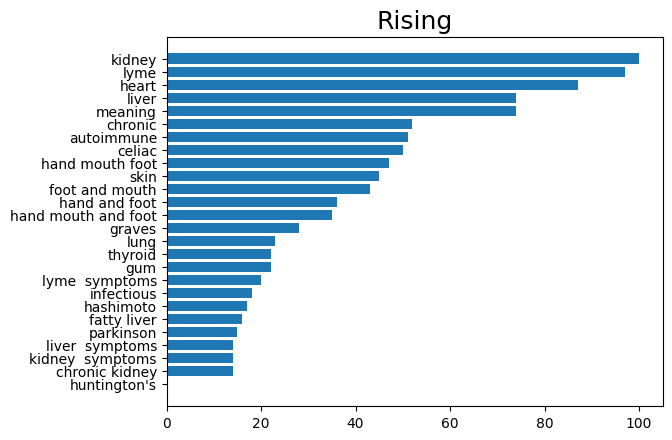 Rising
kidney
lyme
heart
liver
meaning
chronic
autoimmune
celiac
hand mouth foot
skin
foot and mouth
hand and foot
hand mouth and foot
graves
lung
thyroid
gum
lyme  symptoms
infectious
hashimoto
fatty liver
parkinson
liver  symptoms
kidney  symptoms
chronic kidney
huntington's
0 20 40 60 80 100